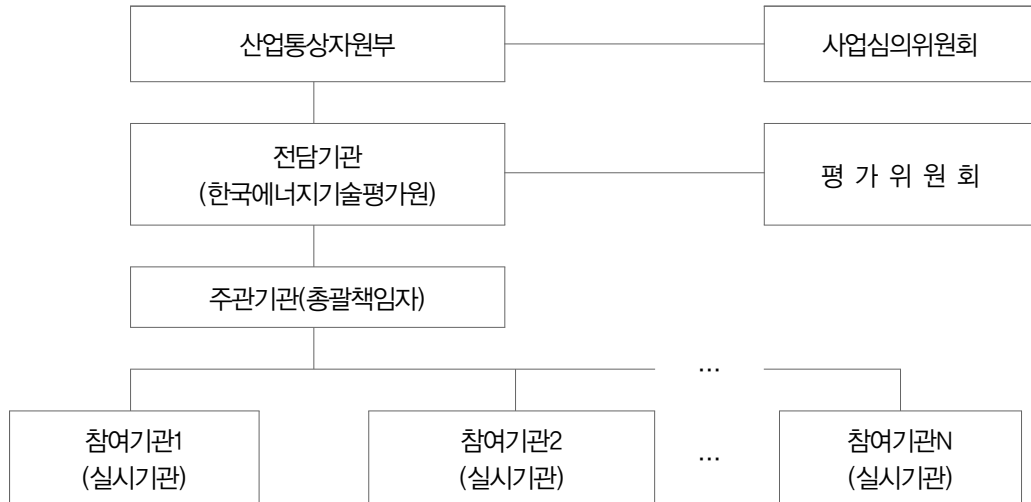 산업통상자원부
사업심의위원회
전담기관
(한국에너지기술평가원)
평 가 위 원 회
주관기관(총괄책임자)
...
참여기관1
(실시기관)
참여기관2
(실시기관)
...
참여기관N
(실시기관)